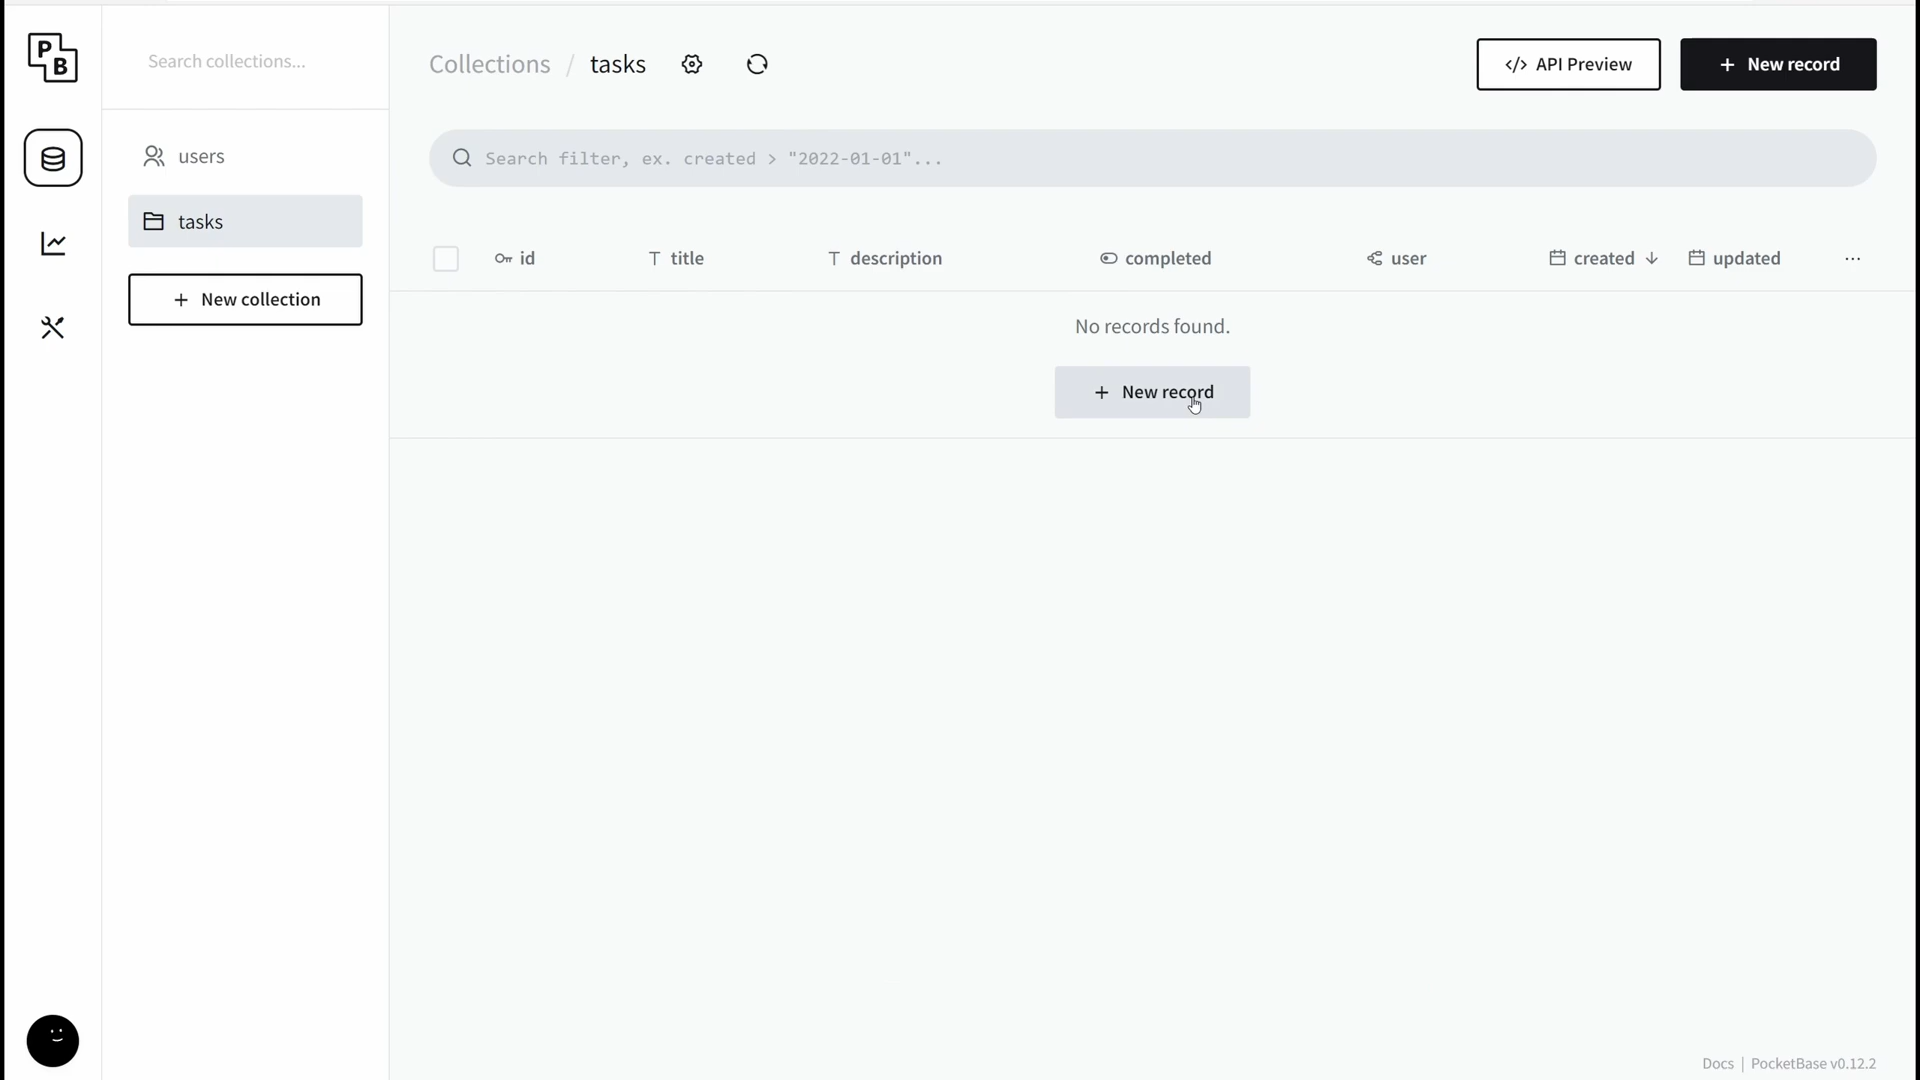 P
B
Search collections...
users
tasks
+ New collection
Collections / tasks
</> API Preview
+ New record
Search filter, ex. created > "2022-01-01"...
id
title
description
completed
user
created
updated
No records found.
+ New record
Docs | PocketBase v0.12.2